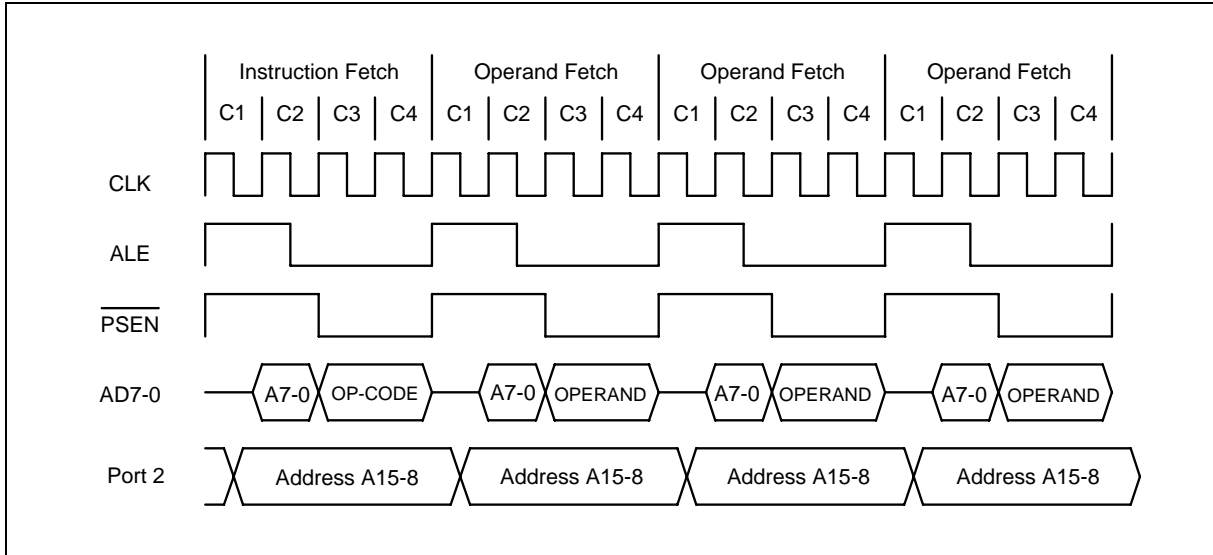 Instruction Fetch Operand Fetch Operand Fetch Operand Fetch
C1 C2 C3 C4 C1 C2 C3 C4 C1 C2 C3 C4 C1 C2 C3 C4
CLK
ALE
PSEN
AD7-0 A7-0 OP-CODE A7-0 OPERAND A7-0 OPERAND A7-0 OPERAND
Port 2 Address A15-8 Address A15-8 Address A15-8 Address A15-8